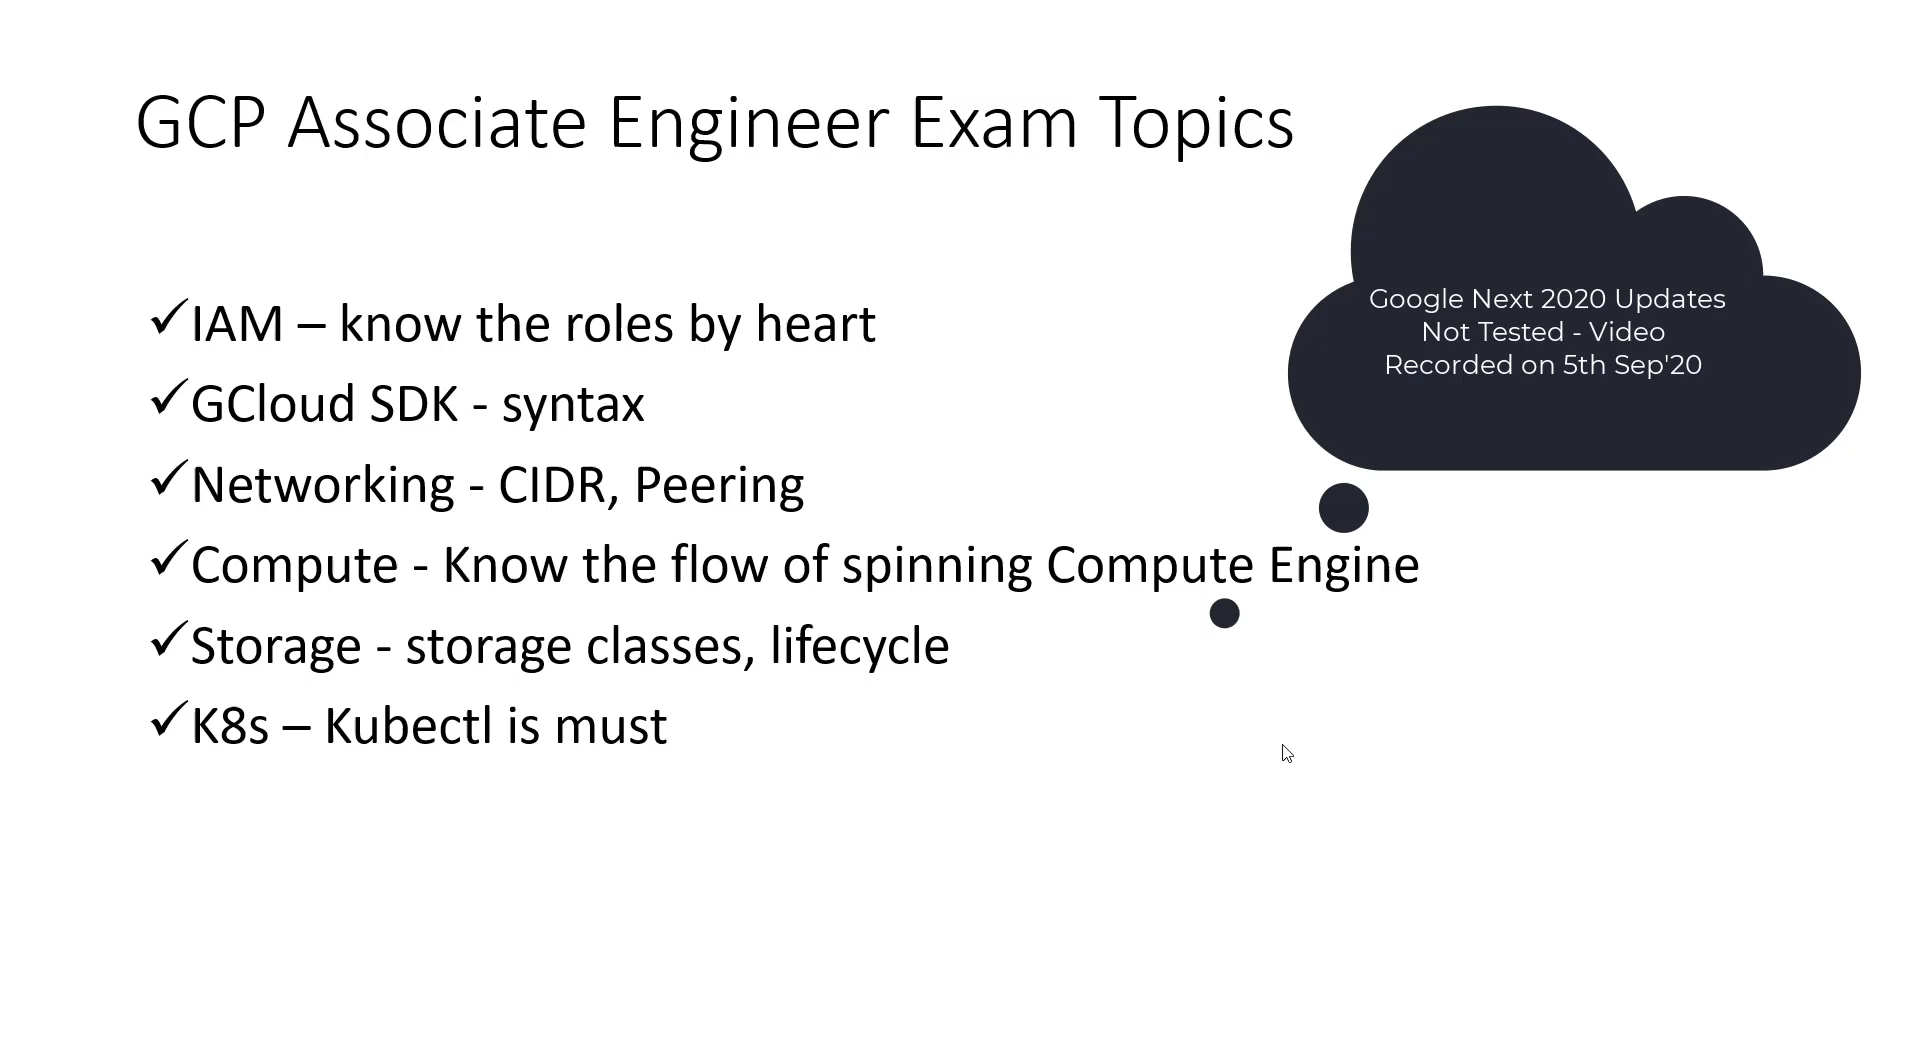 GCP Associate Engineer Exam Topics
Google Next 2020 Updates
Not Tested - Video
Recorded on 5th Sep'20
✓IAM – know the roles by heart
✓GCloud SDK - syntax
✓Networking - CIDR, Peering
✓Compute - Know the flow of spinning Compute Engine
✓Storage - storage classes, lifecycle
✓K8s – Kubectl is must